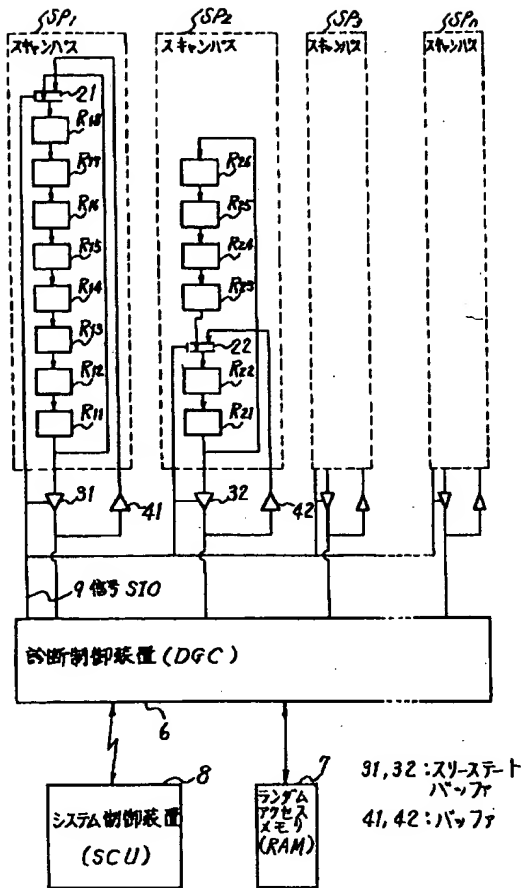 SP1
SP2
SP3
SPn
スキャンパス
スキャンパス
スキャンパス
スキャンパス
21
R18
R17
R16
R15
R14
R13
R12
R11
R26
R25
R24
R23
22
R22
R21
31
41
32
42
9 信号 SIO
診断制御装置 (DGC)
6
8
システム制御装置
(SCU)
7
ランダム
アクセス
メモリ
(RAM)
31,32:スリーステート
バッファ
41,42:バッファ